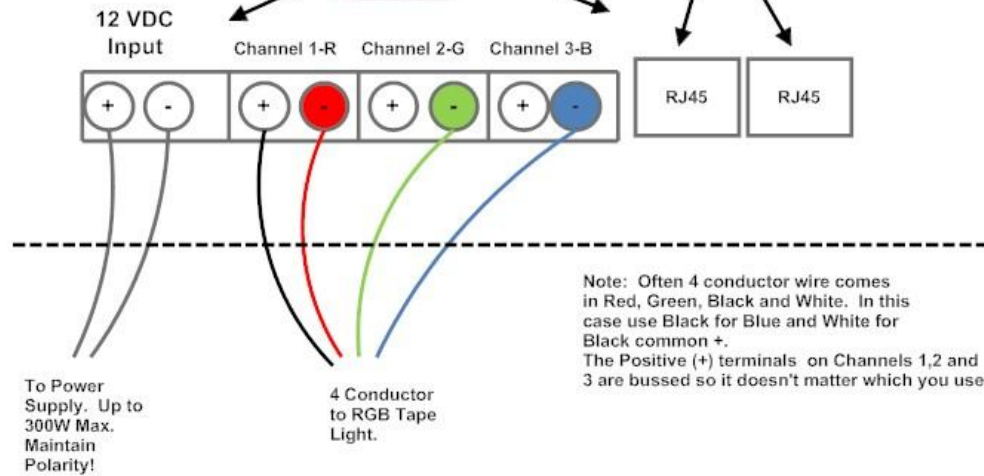 12 VDC
Input
Channel 1-R Channel 2-G Channel 3-B
+ - + - + - + -
RJ45 RJ45
Note: Often 4 conductor wire comes
in Red, Green, Black and White. In this
case use Black for Blue and White for
Black common +.
The Positive (+) terminals on Channels 1,2 and
3 are bussed so it doesn't matter which you use
To Power
Supply. Up to
300W Max.
Maintain
Polarity!
4 Conductor
to RGB Tape
Light.